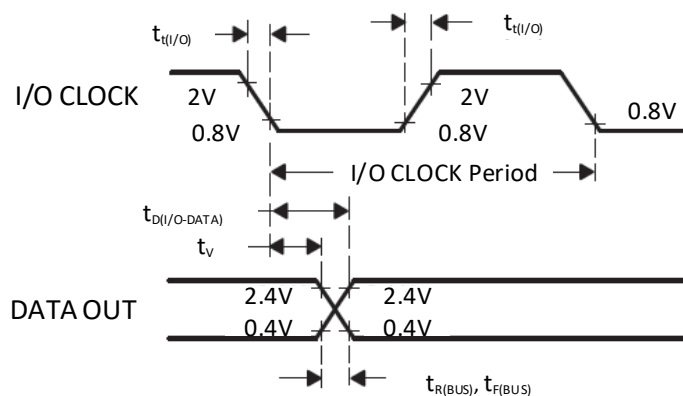 t_t(I/O) t_t(I/O)
I/O CLOCK 2V 2V 0.8V
0.8V 0.8V
I/O CLOCK Period
t_D(I/O-DATA)
t_V
2.4V 2.4V
DATA OUT
0.4V 0.4V
t_R(BUS), t_F(BUS)